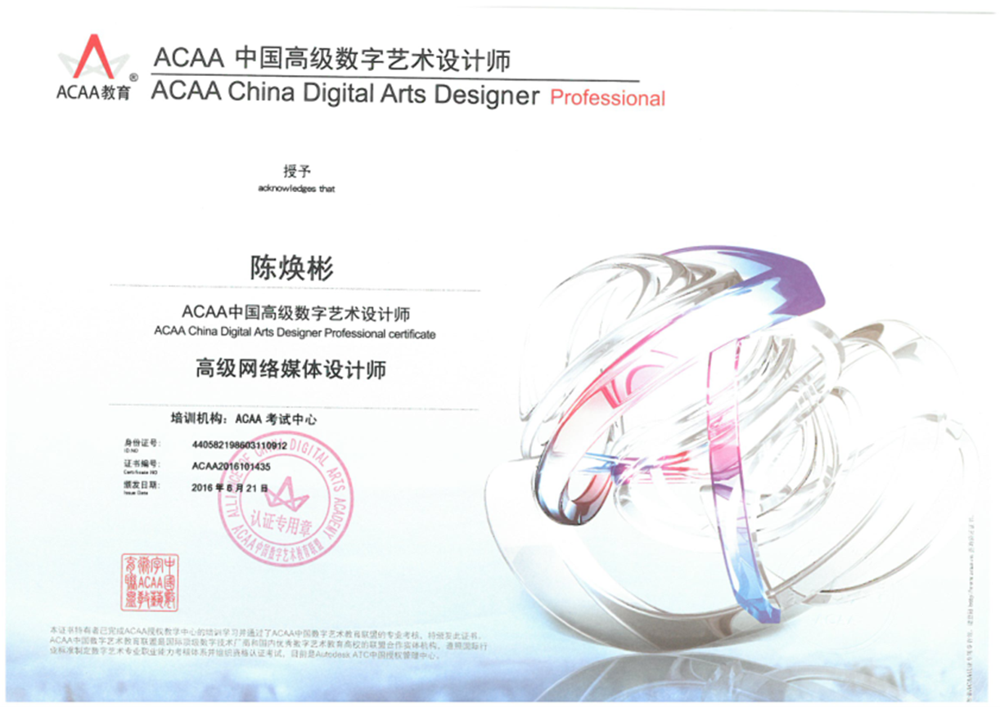 ACAA 中国高级数字艺术设计师
ACAA教育®
ACAA China Digital Arts Designer Professional
授予
acknowledges that
陈焕彬
ACAA中国高级数字艺术设计师
ACAA China Digital Arts Designer Professional certificate
高级网络媒体设计师
培训机构：ACAA 考试中心
身份证号： 440582198603110912
ID NO
证书编号： ACAA2016101435
Certificate NO
颁发日期： 2016 年 6 月 21 日
Issue Date
ALLIANCE OF CHINA DIGITAL ARTS ACADEMY
认证专用章
ACAA中国数字艺术教育联盟
本证书持有者已完成ACAA授权教学中心的培训学习并通过了ACAA中国数字艺术教育联盟的专业考核，特颁发此证书。
ACAA中国数字艺术教育联盟是国际顶级数字技术厂商和国内优秀数字艺术教育高校的联盟合作实体机构，遵照国际行
业标准制定数字艺术专业职业能力考核体系并组织资格认证考试，目前是Autodesk ATC中国授权管理中心。